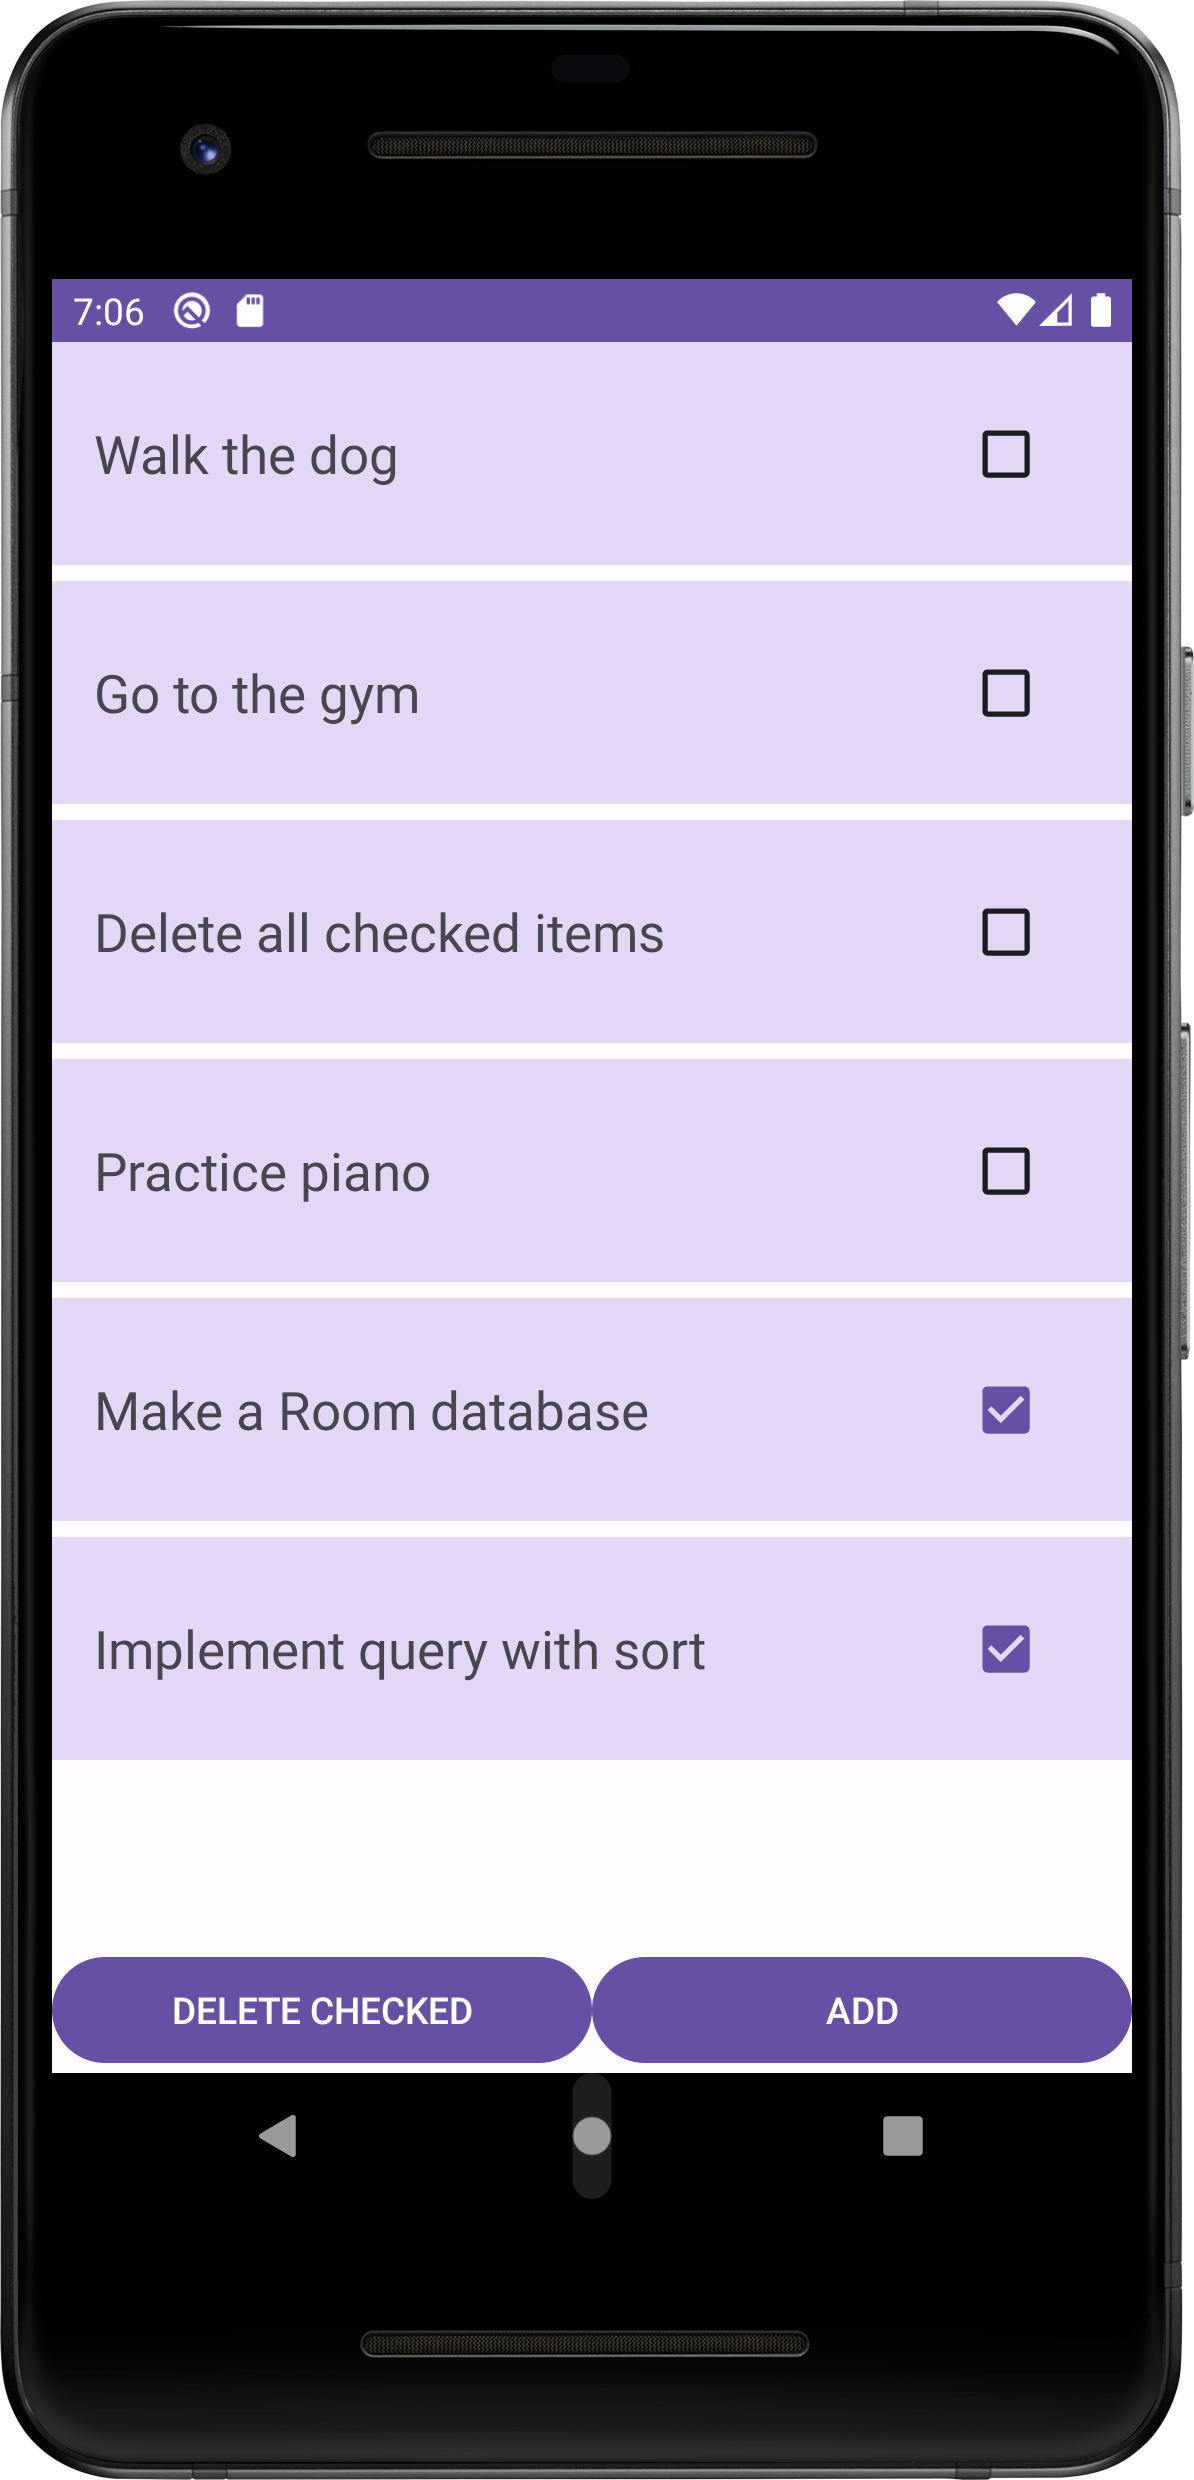 7:06
Walk the dog
Go to the gym
Delete all checked items
Practice piano
Make a Room database
Implement query with sort
DELETE CHECKED
ADD